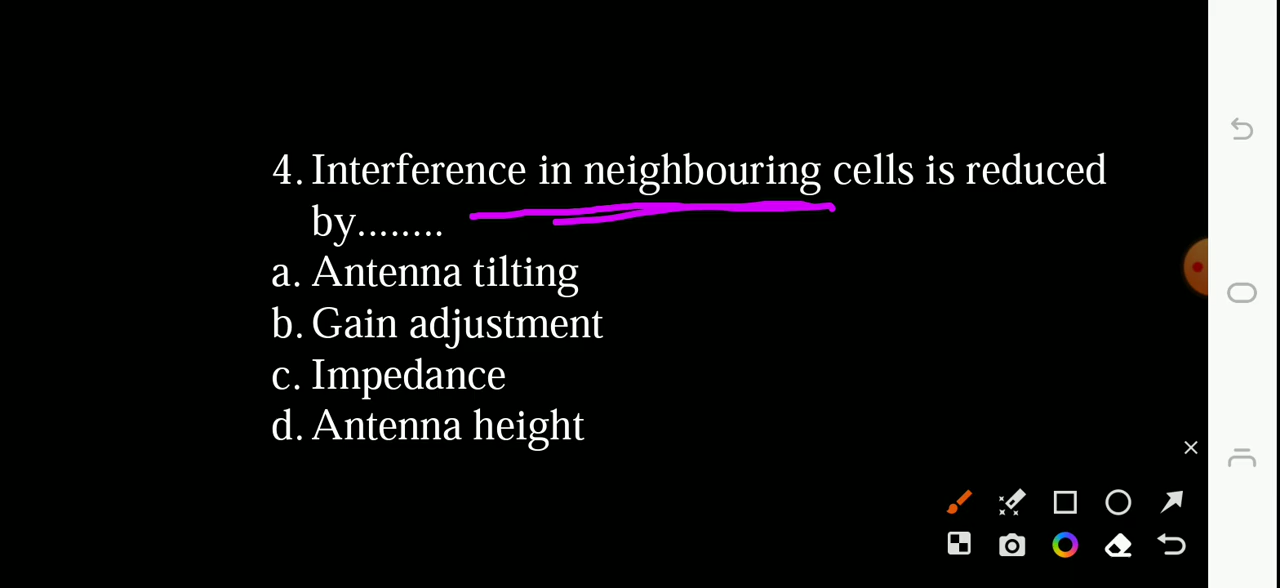 4. Interference in neighbouring cells is reduced
by........
a. Antenna tilting
b. Gain adjustment
c. Impedance
d. Antenna height